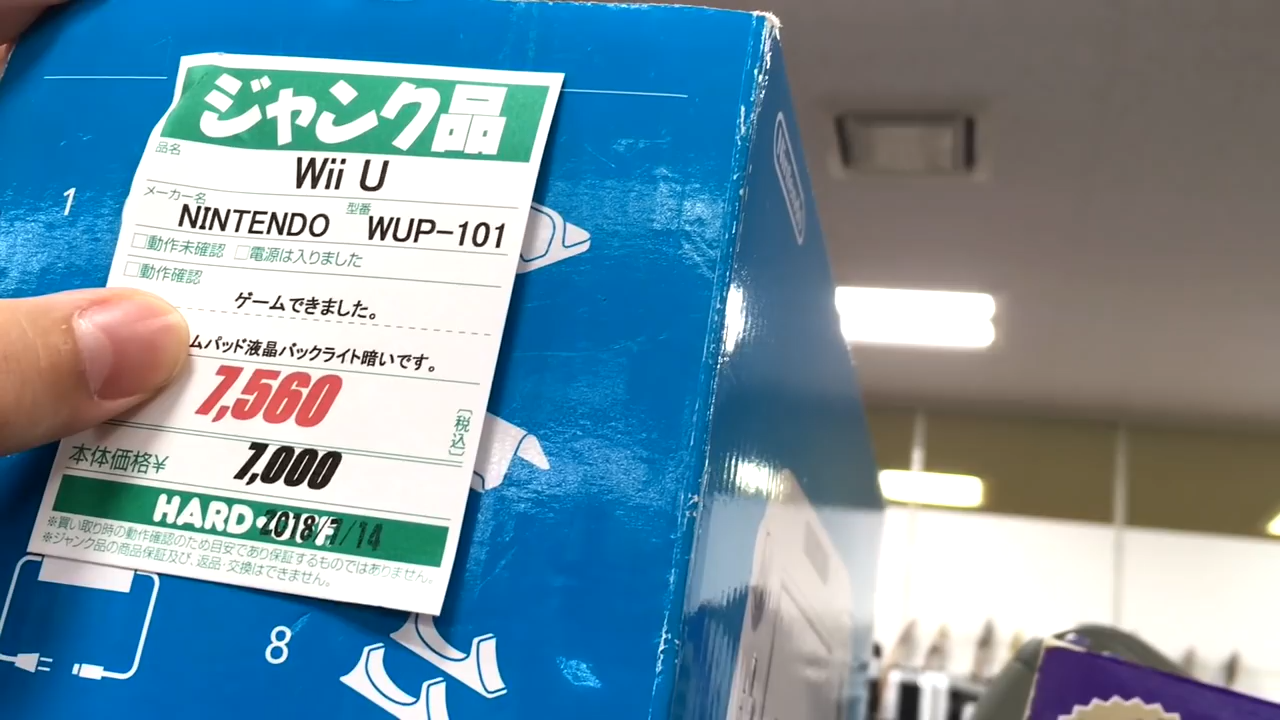 ジャンク品
品名
Wii U
メーカー名
NINTENDO
型番
WUP-101
□動作未確認 □電源は入りました
□動作確認
ゲームできました。
ムパッド液晶バックライト暗いです。
7,560
(税込)
本体価格¥
7,000
HARD・OFF
2018/ /14
※買い取り時の動作確認のため目安であり保証するものではありません。
※ジャンク品の商品保証及び、返品・交換はできません。
1
8
Nintendo